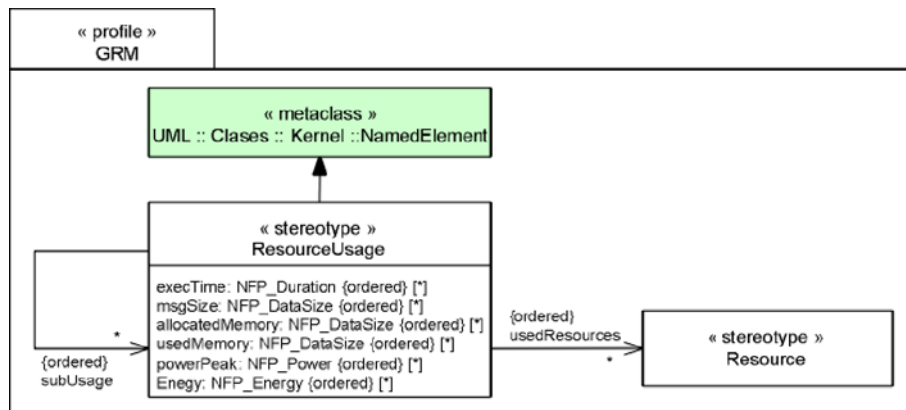 « profile »
GRM
« metaclass »
UML :: Clases :: Kernel ::NamedElement
« stereotype »
ResourceUsage
execTime: NFP_Duration {ordered} [*]
msgSize: NFP_DataSize {ordered} [*]
allocatedMemory: NFP_DataSize {ordered} [*]
usedMemory: NFP_DataSize {ordered} [*]
powerPeak: NFP_Power {ordered} [*]
Enegy: NFP_Energy {ordered} [*]
*
{ordered}
subUsage
{ordered}
usedResources
*
« stereotype »
Resource